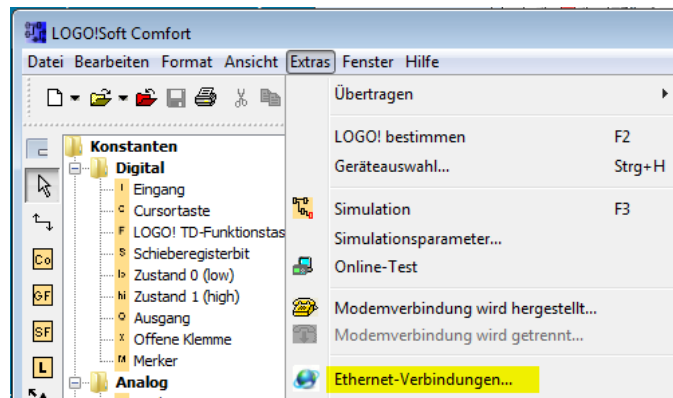 LOGO!Soft Comfort
Datei Bearbeiten Format Ansicht Extras Fenster Hilfe
Übertragen
LOGO! bestimmen F2
Geräteauswahl... Strg+H
Simulation F3
Simulationsparameter...
Online-Test
Modemverbindung wird hergestellt...
Modemverbindung wird getrennt...
Ethernet-Verbindungen...
Konstanten
Digital
I Eingang
C Cursortaste
F LOGO! TD-Funktionstas
S Schieberegisterbit
lo Zustand 0 (low)
hi Zustand 1 (high)
Q Ausgang
X Offene Klemme
M Merker
Analog
Co
GF
SF
L